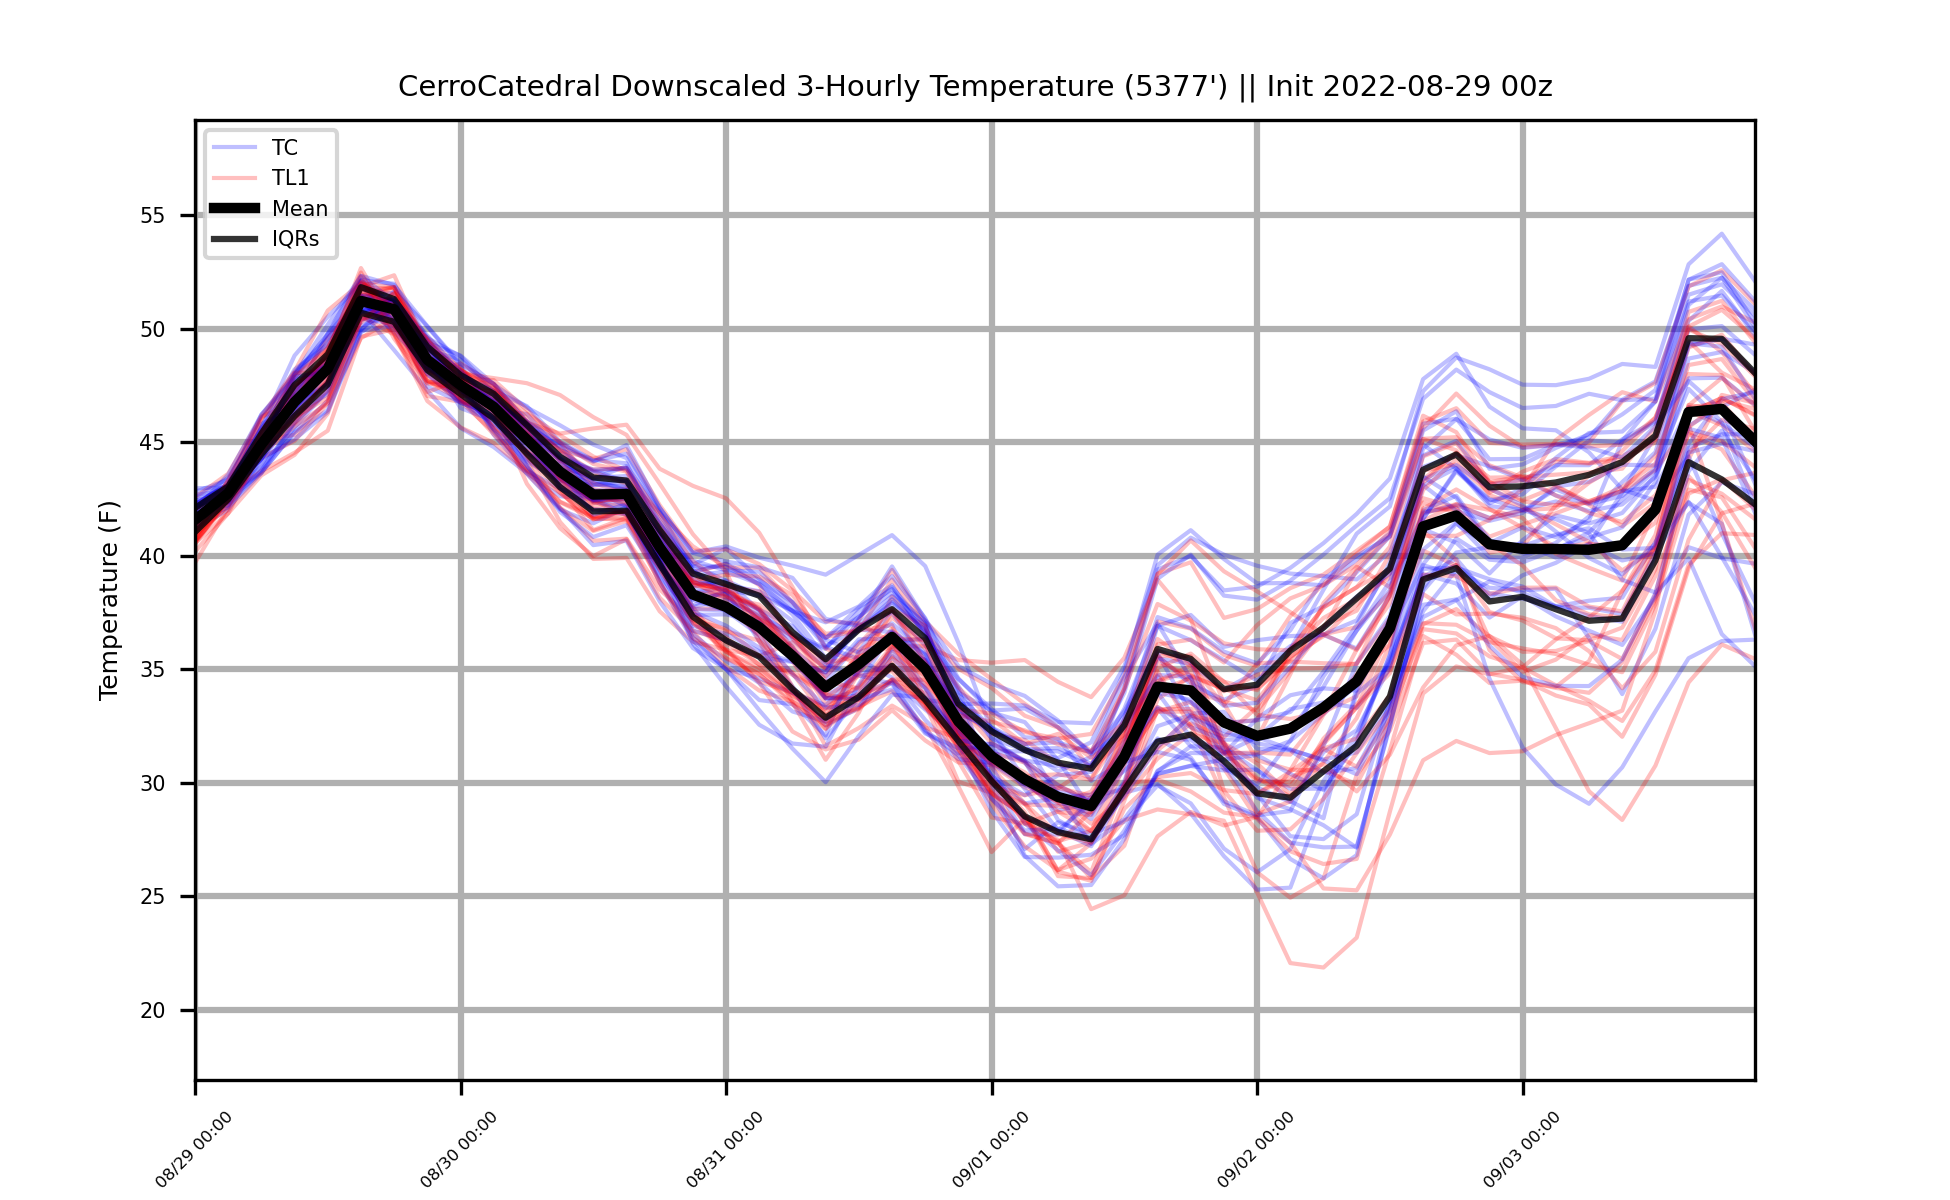 CerroCatedral Downscaled 3-Hourly Temperature (5377') || Init 2022-08-29 00z
TC
TL1
Mean
IQRs
Temperature (F)
55
50
45
40
35
30
25
20
08/29 00:00
08/30 00:00
08/31 00:00
09/01 00:00
09/02 00:00
09/03 00:00